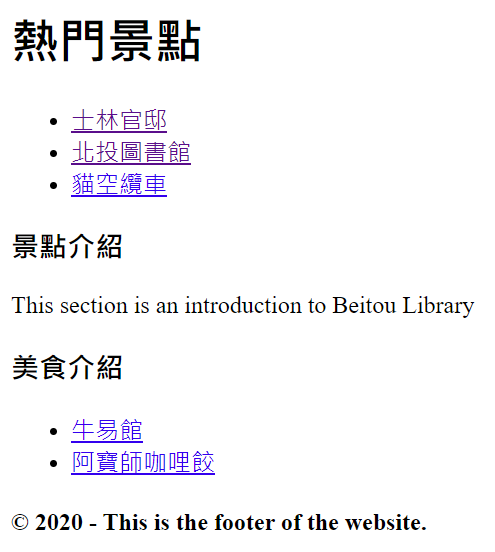 熱門景點
士林官邸
北投圖書館
貓空纜車
景點介紹
This section is an introduction to Beitou Library
美食介紹
牛易館
阿寶師咖哩餃
© 2020 - This is the footer of the website.